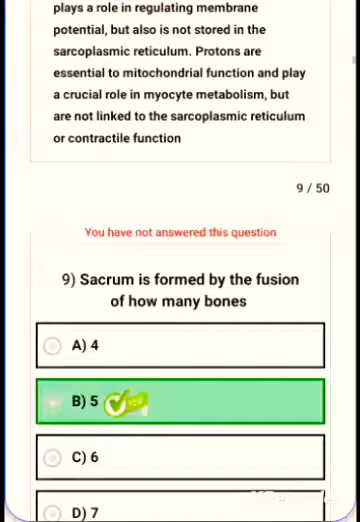 plays a role in regulating membrane
potential, but also is not stored in the
sarcoplasmic reticulum. Protons are
essential to mitochondrial function and play
a crucial role in myocyte metabolism, but
are not linked to the sarcoplasmic reticulum
or contractile function
9 / 50
You have not answered this question
9) Sacrum is formed by the fusion
of how many bones
A) 4
B) 5
C) 6
D) 7